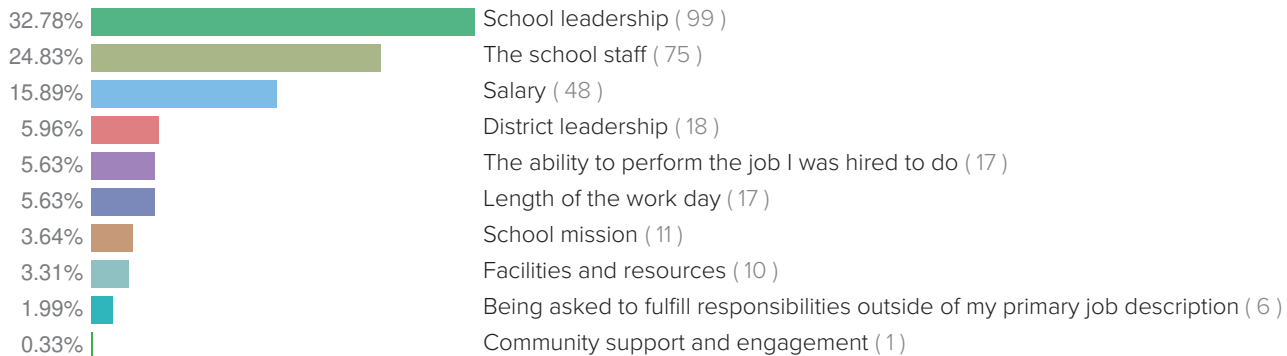 32.78% School leadership ( 99 )
24.83% The school staff ( 75 )
15.89% Salary ( 48 )
5.96% District leadership ( 18 )
5.63% The ability to perform the job I was hired to do ( 17 )
5.63% Length of the work day ( 17 )
3.64% School mission ( 11 )
3.31% Facilities and resources ( 10 )
1.99% Being asked to fulfill responsibilities outside of my primary job description ( 6 )
0.33% Community support and engagement ( 1 )